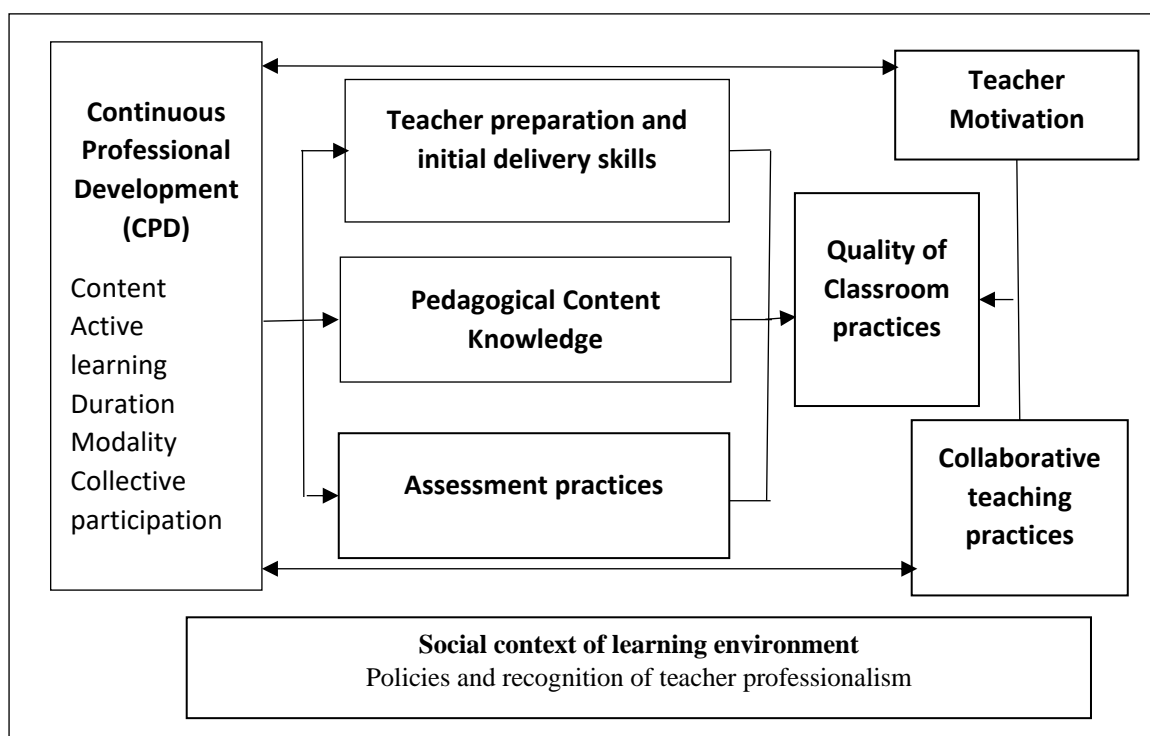 Continuous
Professional
Development
(CPD)
Content
Active
learning
Duration
Modality
Collective
participation
Teacher preparation and
initial delivery skills
Pedagogical Content
Knowledge
Assessment practices
Quality of
Classroom
practices
Teacher
Motivation
Collaborative
teaching
practices
Social context of learning environment
Policies and recognition of teacher professionalism